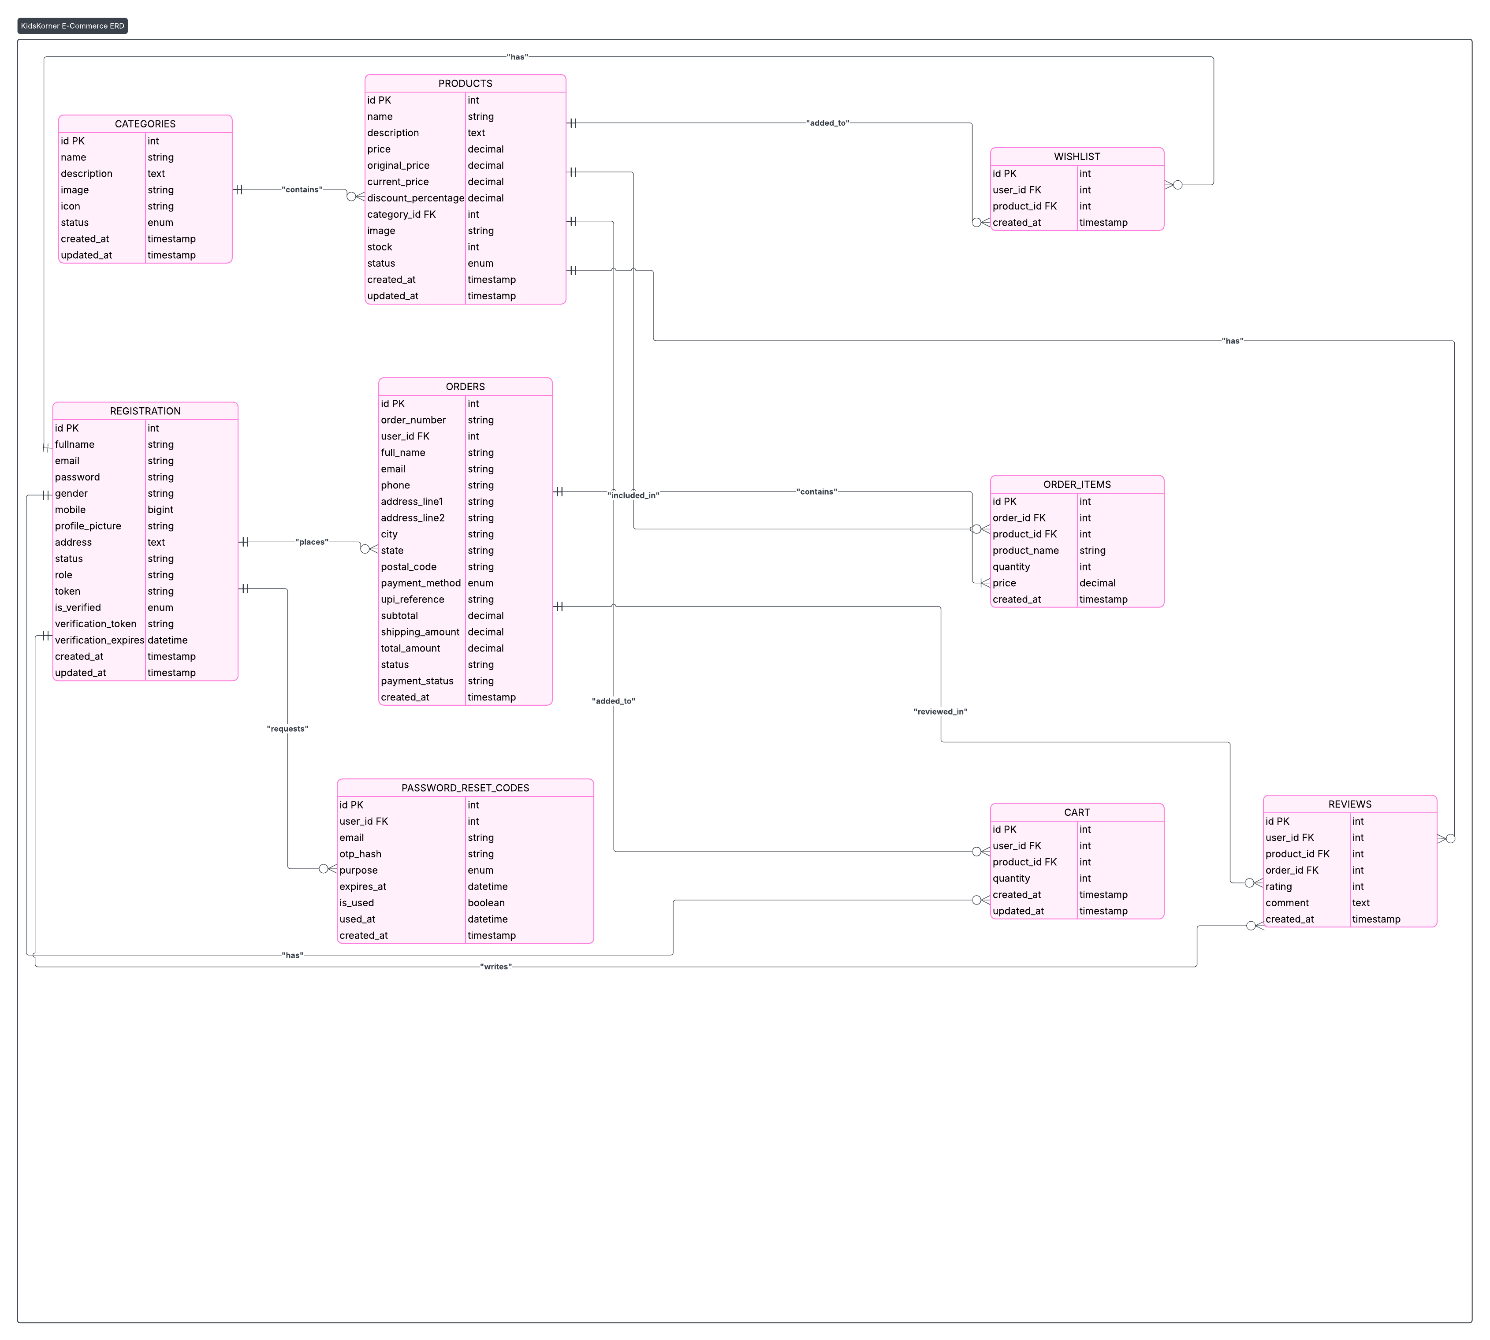 KidsKorner E-Commerce ERD
"has"
PRODUCTS
id PK int
name string
description text
price decimal
original_price decimal
current_price decimal
discount_percentage decimal
category_id FK int
image string
stock int
status enum
created_at timestamp
updated_at timestamp
CATEGORIES
id PK int
name string
description text
image string
icon string
status enum
created_at timestamp
updated_at timestamp
"contains"
"added_to"
WISHLIST
id PK int
user_id FK int
product_id FK int
created_at timestamp
"has"
REGISTRATION
id PK int
fullname string
email string
password string
gender string
mobile bigint
profile_picture string
address text
status string
role string
token string
is_verified enum
verification_token string
verification_expires datetime
created_at timestamp
updated_at timestamp
"places"
ORDERS
id PK int
order_number string
user_id FK int
full_name string
email string
phone string
address_line1 string
address_line2 string
city string
state string
postal_code string
payment_method enum
upi_reference string
subtotal decimal
shipping_amount decimal
total_amount decimal
status string
payment_status string
created_at timestamp
"included_in"
"contains"
ORDER_ITEMS
id PK int
order_id FK int
product_id FK int
product_name string
quantity int
price decimal
created_at timestamp
"added_to"
"reviewed_in"
"requests"
PASSWORD_RESET_CODES
id PK int
user_id FK int
email string
otp_hash string
purpose enum
expires_at datetime
is_used boolean
used_at datetime
created_at timestamp
CART
id PK int
user_id FK int
product_id FK int
quantity int
created_at timestamp
updated_at timestamp
REVIEWS
id PK int
user_id FK int
product_id FK int
order_id FK int
rating int
comment text
created_at timestamp
"has"
"writes"